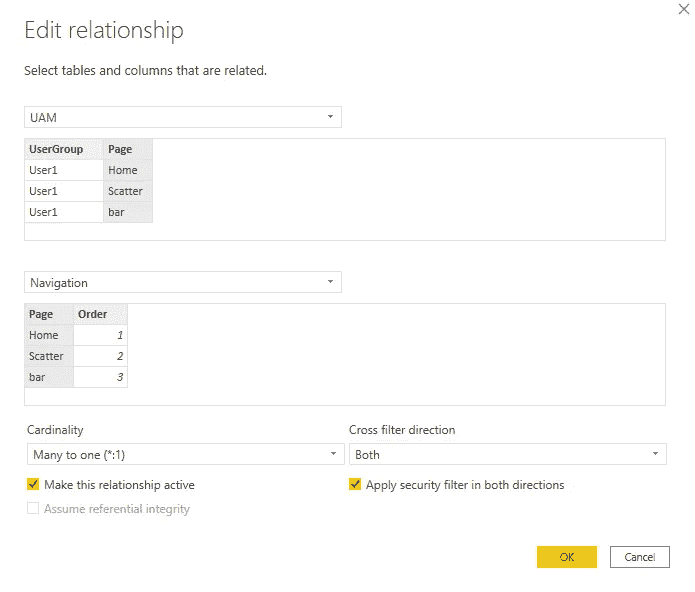 Edit relationship
Select tables and columns that are related.
UAM
UserGroup Page
User1 Home
User1 Scatter
User1 bar
Navigation
Page Order
Home 1
Scatter 2
bar 3
Cardinality Cross filter direction
Many to one (*:1) Both
Make this relationship active Apply security filter in both directions
Assume referential integrity
OK Cancel